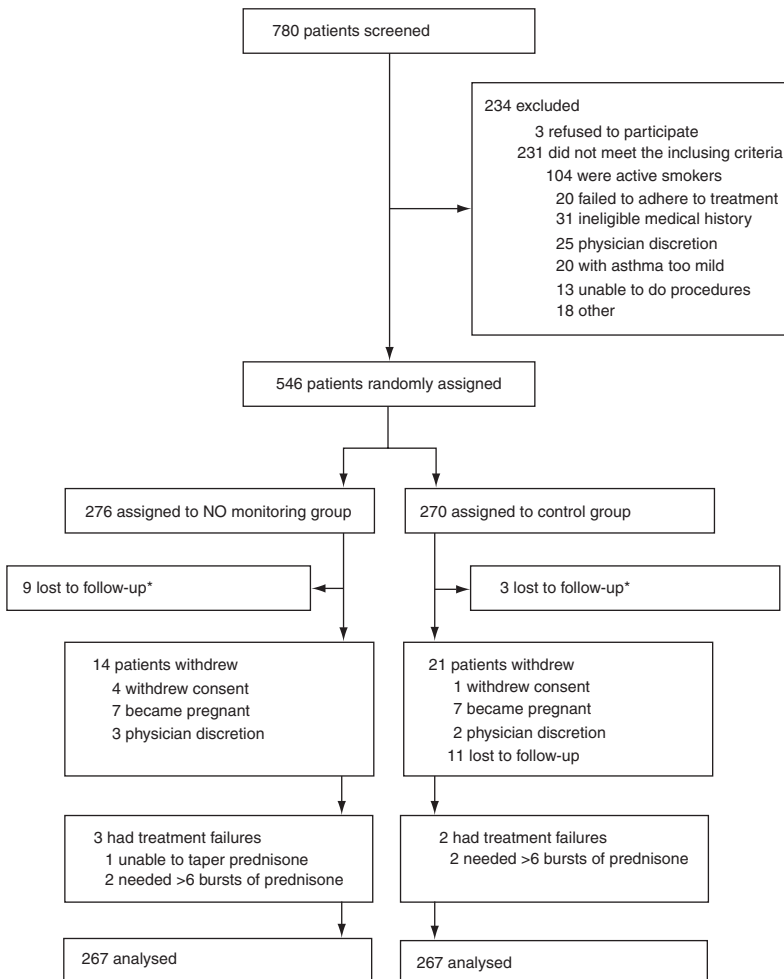 780 patients screened
234 excluded
3 refused to participate
231 did not meet the inclusing criteria
104 were active smokers
20 failed to adhere to treatment
31 ineligible medical history
25 physician discretion
20 with asthma too mild
13 unable to do procedures
18 other
546 patients randomly assigned
276 assigned to NO monitoring group
270 assigned to control group
9 lost to follow-up*
3 lost to follow-up*
14 patients withdrew
4 withdrew consent
7 became pregnant
3 physician discretion
21 patients withdrew
1 withdrew consent
7 became pregnant
2 physician discretion
11 lost to follow-up
3 had treatment failures
1 unable to taper prednisone
2 needed >6 bursts of prednisone
2 had treatment failures
2 needed >6 bursts of prednisone
267 analysed
267 analysed